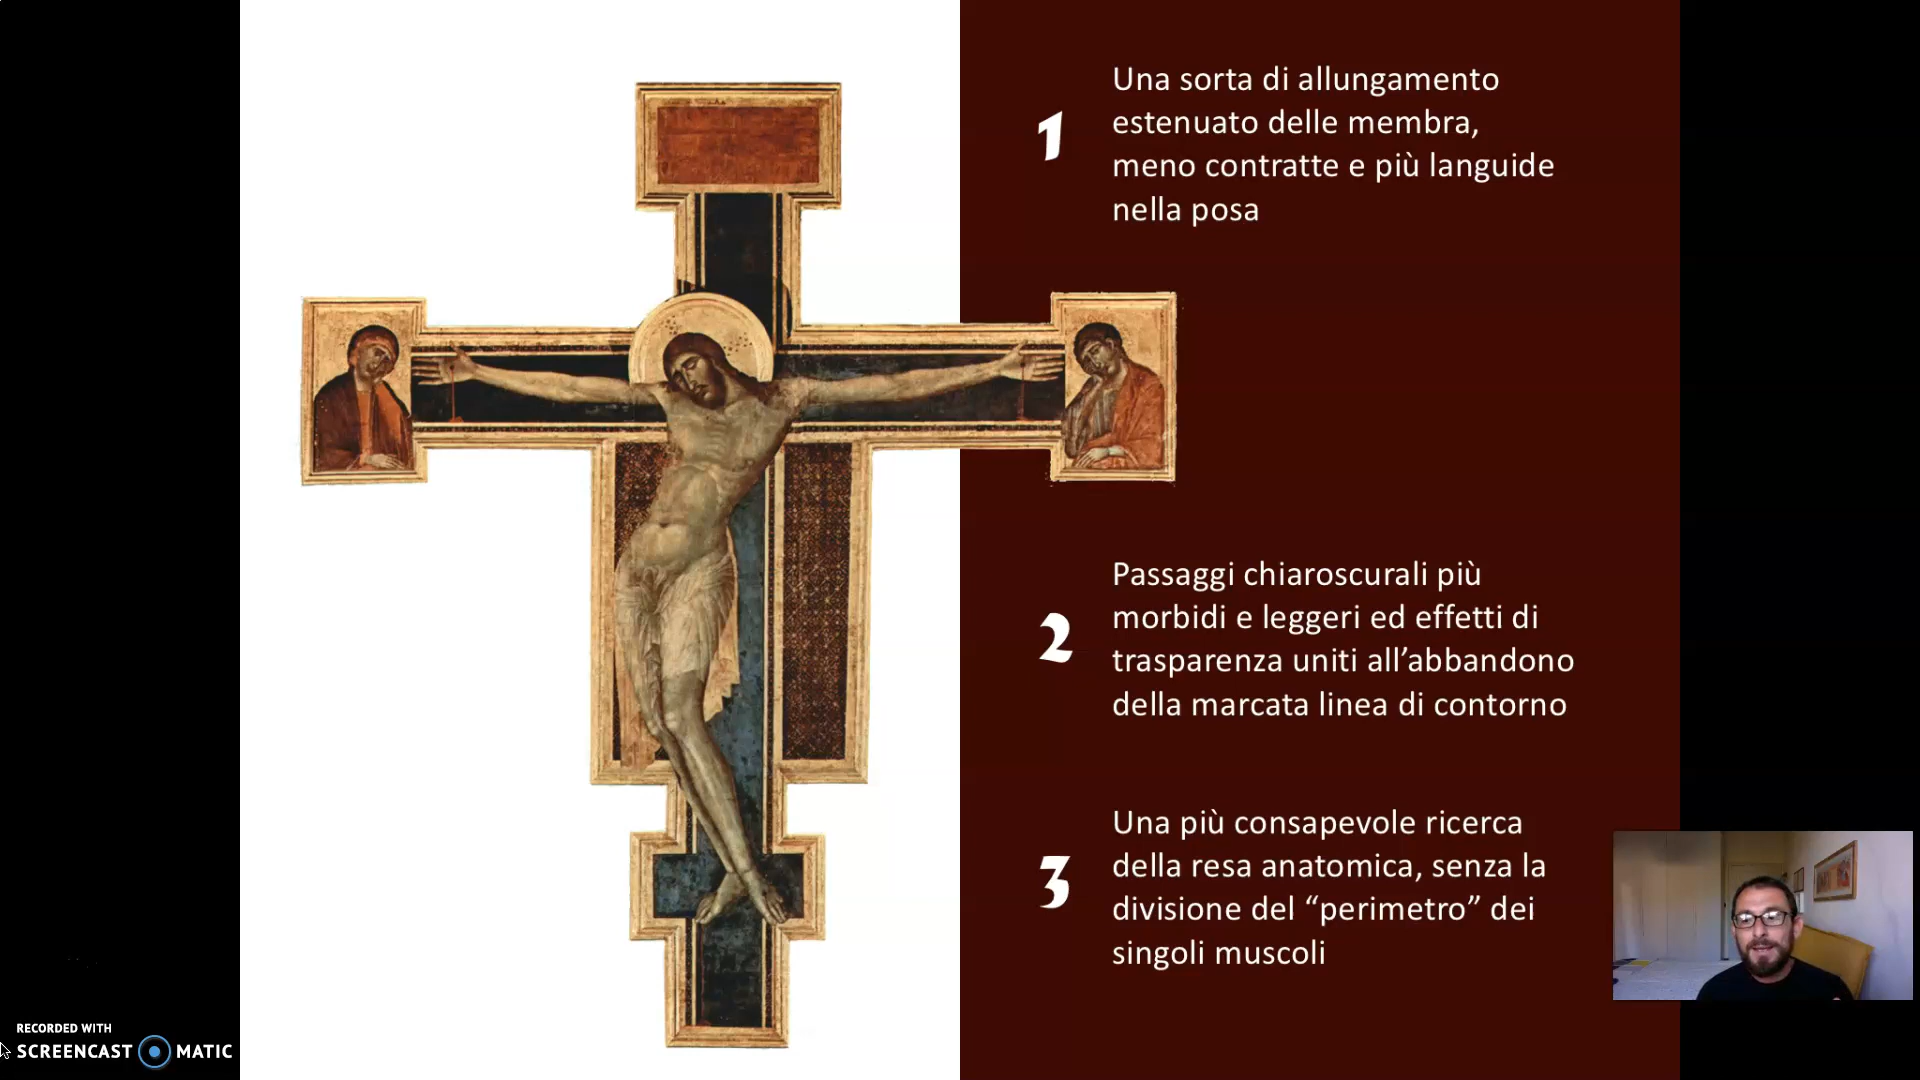 1
Una sorta di allungamento
estenuato delle membra,
meno contratte e più languide
nella posa
2
Passaggi chiaroscurali più
morbidi e leggeri ed effetti di
trasparenza uniti all’abbandono
della marcata linea di contorno
3
Una più consapevole ricerca
della resa anatomica, senza la
divisione del “perimetro” dei
singoli muscoli
RECORDED WITH
SCREENCAST MATIC